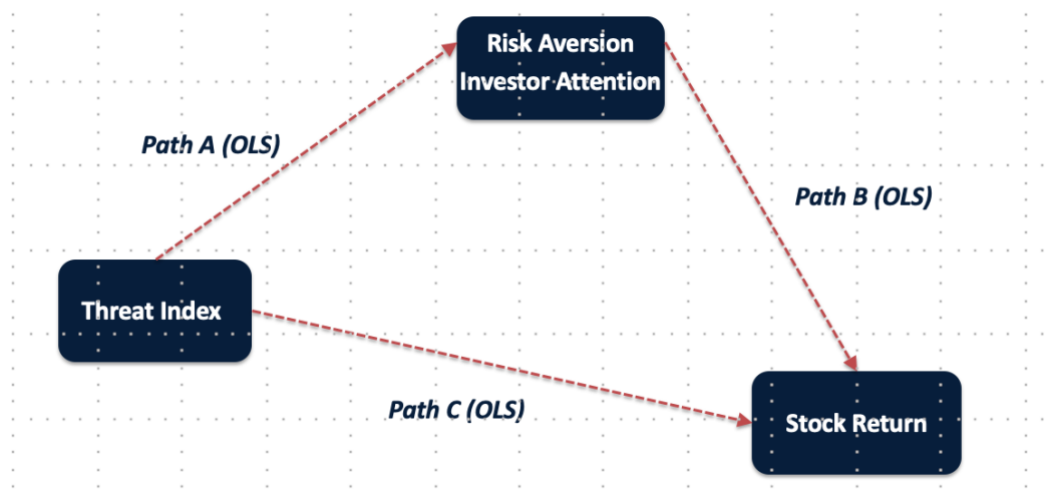 Risk Aversion
Investor Attention
Path A (OLS)
Path B (OLS)
Threat Index
Path C (OLS)
Stock Return